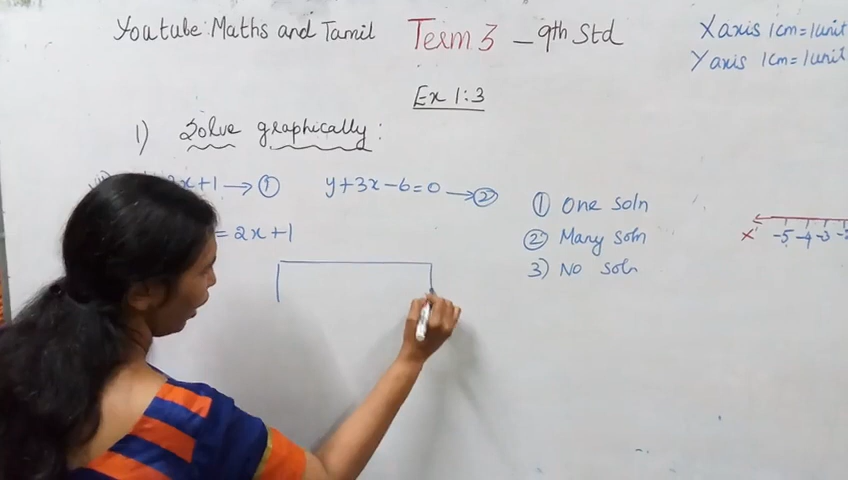 Youtube: Maths and Tamil Term 3 - 9th Std
X axis 1cm = 1unit
Y axis 1cm = 1unit
Ex 1:3
1) Solve graphically:
2x+1 → ① y+3x-6=0 → ②
= 2x+1
① One soln
② Many soln
3) No soln
X' -5 -4 -3 -2